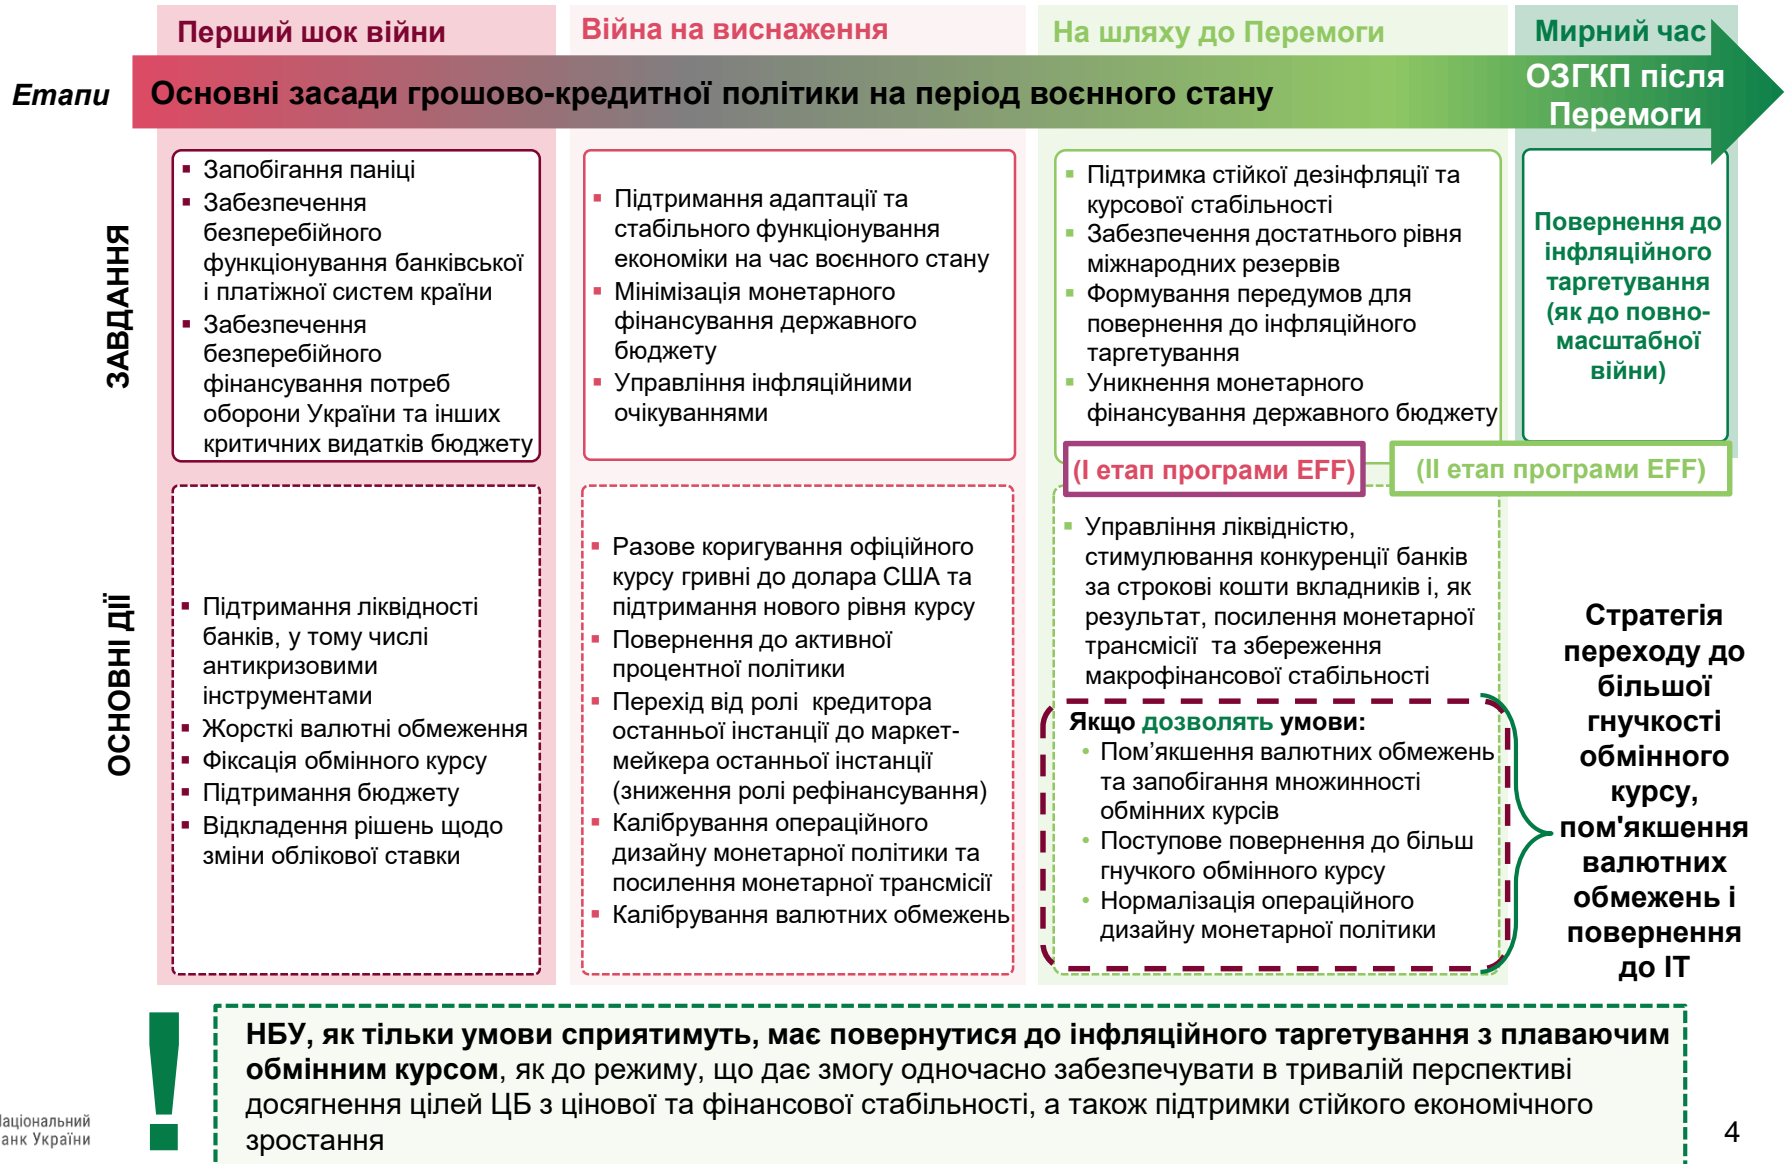 Перший шок війни
Війна на виснаження
На шляху до Перемоги
Мирний час
Етапи
Основні засади грошово-кредитної політики на період воєнного стану
ОЗГКП після
Перемоги
ЗАВДАННЯ
▪ Запобігання паніці
▪ Забезпечення
безперебійного
функціонування банківської
і платіжної систем країни
▪ Забезпечення
безперебійного
фінансування потреб
оборони України та інших
критичних видатків бюджету
▪ Підтримання адаптації та
стабільного функціонування
економіки на час воєнного стану
▪ Мінімізація монетарного
фінансування державного
бюджету
▪ Управління інфляційними
очікуваннями
▪ Підтримка стійкої дезінфляції та
курсової стабільності
▪ Забезпечення достатнього рівня
міжнародних резервів
▪ Формування передумов для
повернення до інфляційного
таргетування
▪ Уникнення монетарного
фінансування державного бюджету
Повернення до
інфляційного
таргетування
(як до повно-
масштабної
війни)
(І етап програми EFF)
(ІІ етап програми EFF)
ОСНОВНІ ДІЇ
▪ Підтримання ліквідності
банків, у тому числі
антикризовими
інструментами
▪ Жорсткі валютні обмеження
▪ Фіксація обмінного курсу
▪ Підтримання бюджету
▪ Відкладення рішень щодо
зміни облікової ставки
▪ Разове коригування офіційного
курсу гривні до долара США та
підтримання нового рівня курсу
▪ Повернення до активної
процентної політики
▪ Перехід від ролі кредитора
останньої інстанції до маркет-
мейкера останньої інстанції
(зниження ролі рефінансування)
▪ Калібрування операційного
дизайну монетарної політики та
посилення монетарної трансмісії
▪ Калібрування валютних обмежень
▪ Управління ліквідністю,
стимулювання конкуренції банків
за строкові кошти вкладників і, як
результат, посилення монетарної
трансмісії та збереження
макрофінансової стабільності
Якщо дозволять умови:
• Пом’якшення валютних обмежень
та запобігання множинності
обмінних курсів
• Поступове повернення до більш
гнучкого обмінного курсу
• Нормалізація операційного
дизайну монетарної політики
Стратегія
переходу до
більшої
гнучкості
обмінного
курсу,
пом'якшення
валютних
обмежень і
повернення
до ІТ
!
НБУ, як тільки умови сприятимуть, має повернутися до інфляційного таргетування з плаваючим
обмінним курсом, як до режиму, що дає змогу одночасно забезпечувати в тривалій перспективі
досягнення цілей ЦБ з цінової та фінансової стабільності, а також підтримки стійкого економічного
зростання
аціональний
анк України
4